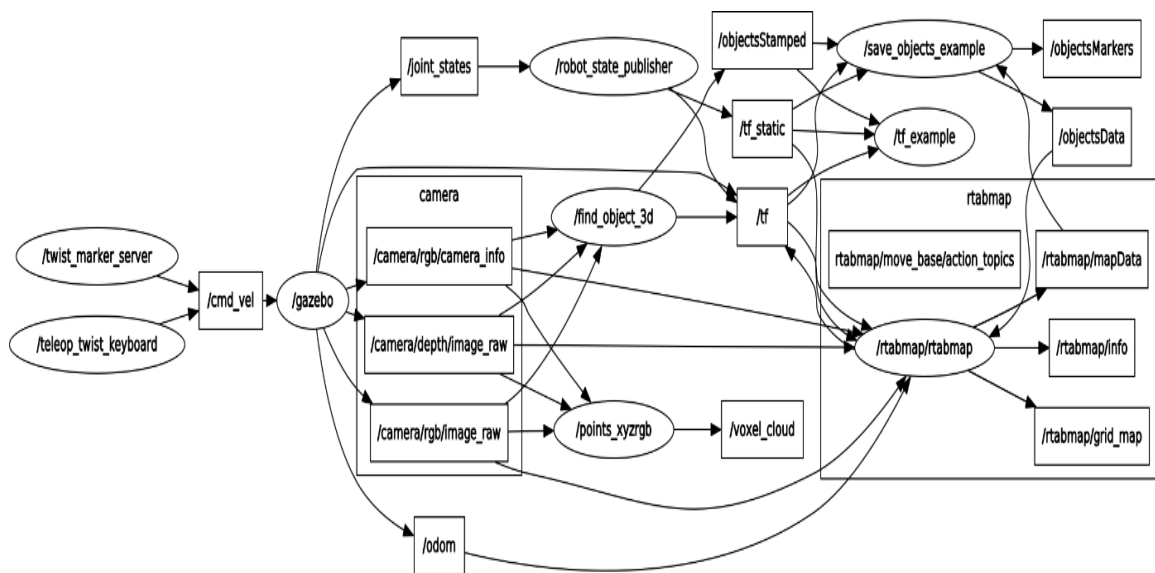 /objectsStamped
/save_objects_example
/objectsMarkers
/joint_states
/robot_state_publisher
/tf_static
/tf_example
/objectsData
camera
rtabmap
/find_object_3d
/tf
/twist_marker_server
/camera/rgb/camera_info
rtabmap/move_base/action_topics
/rtabmap/mapData
/cmd_vel
/gazebo
/teleop_twist_keyboard
/camera/depth/image_raw
/rtabmap/rtabmap
/rtabmap/info
/camera/rgb/image_raw
/points_xyzrgb
/voxel_cloud
/rtabmap/grid_map
/odom